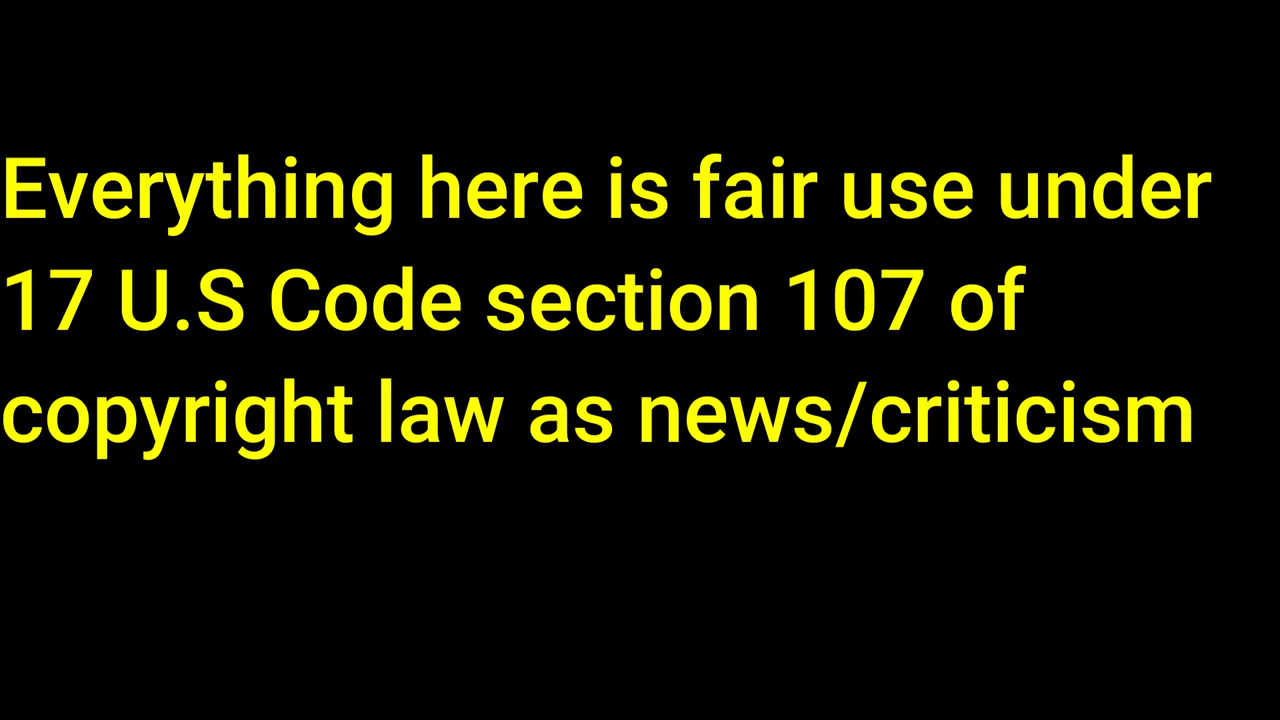 Everything here is fair use under
17 U.S Code section 107 of
copyright law as news/criticism